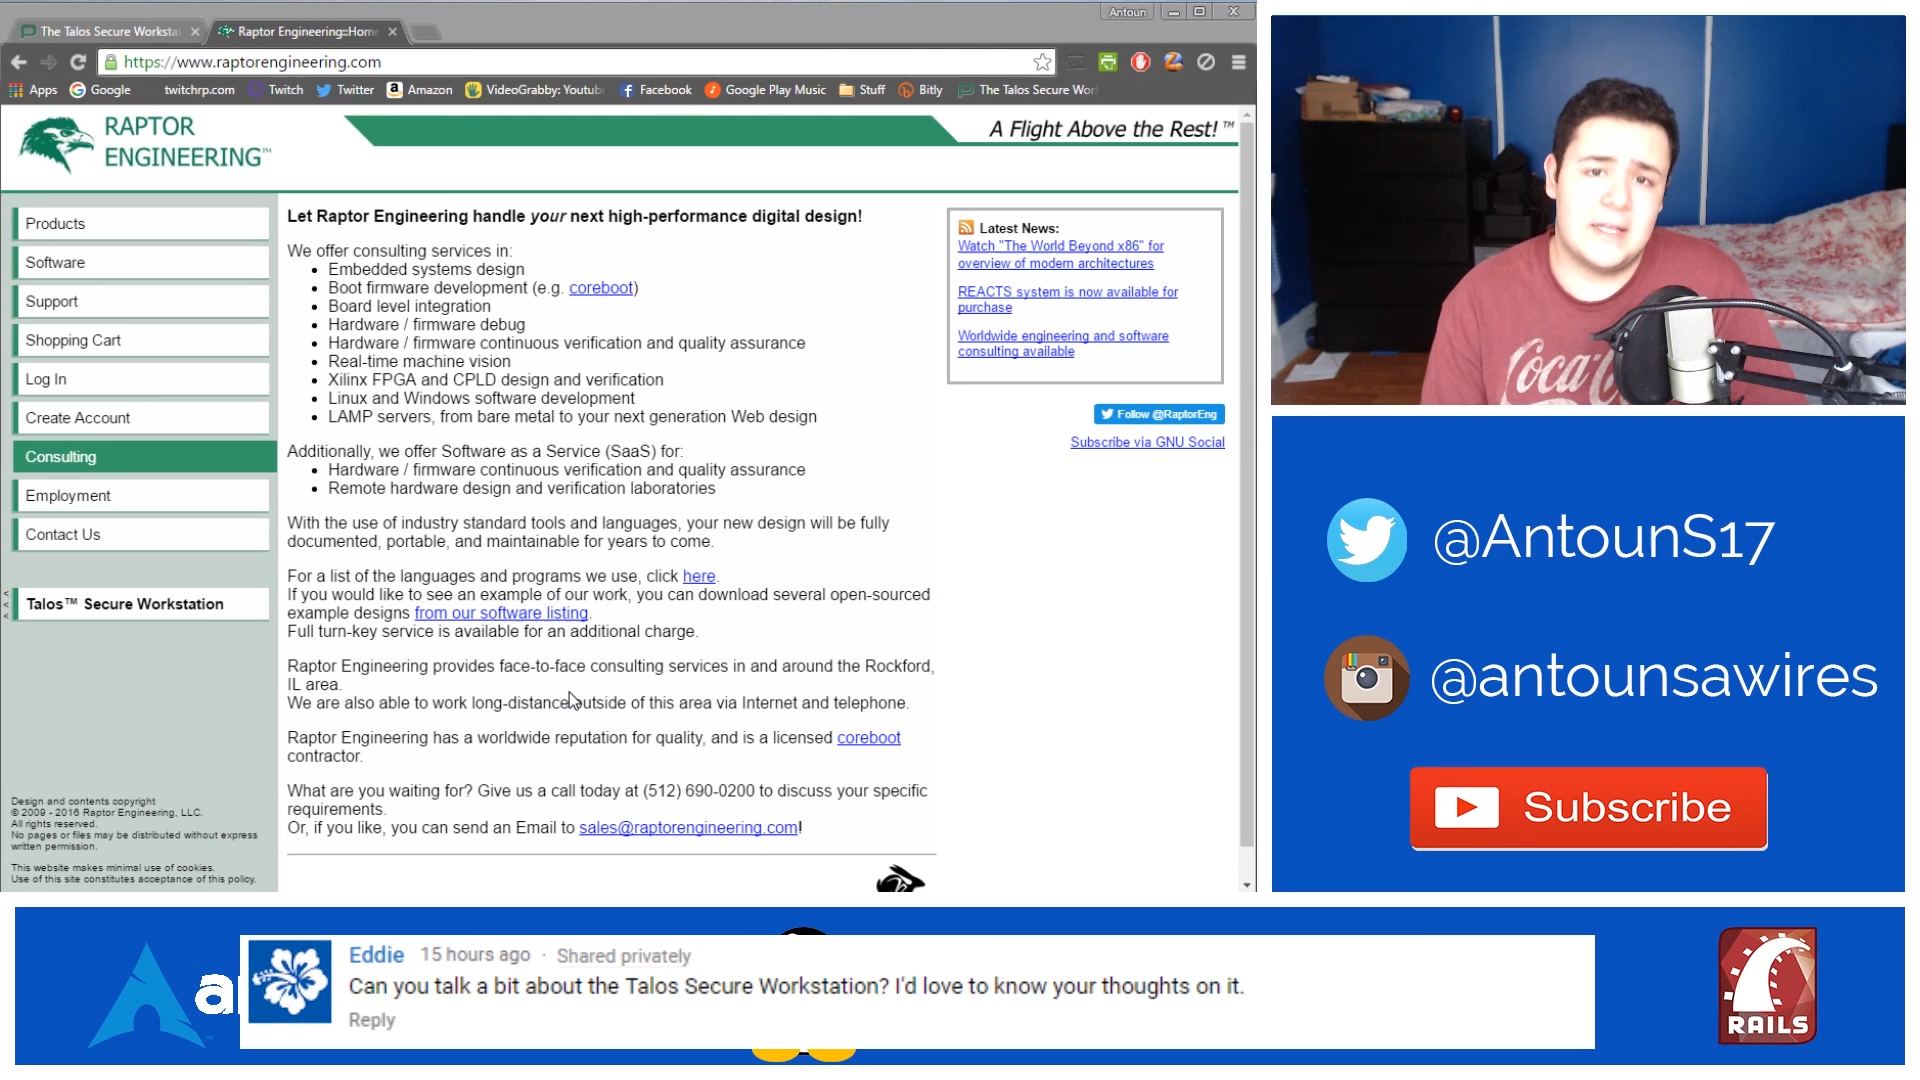 Antoun
The Talos Secure Worksta
Raptor Engineering::Hom
https://www.raptorengineering.com
Apps
Google
twitchrp.com
Twitch
Twitter
Amazon
VideoGrabby: Youtub
Facebook
Google Play Music
Stuff
Bitly
The Talos Secure Wor
RAPTOR
ENGINEERING™
A Flight Above the Rest! ™
Products
Software
Support
Shopping Cart
Log In
Create Account
Consulting
Employment
Contact Us
<
<
<
Talos™ Secure Workstation
Design and contents copyright
© 2009 - 2016 Raptor Engineering, LLC.
All rights reserved.
No pages or files may be distributed without express
written permission.
This website makes minimal use of cookies.
Use of this site constitutes acceptance of this policy.
Let Raptor Engineering handle your next high-performance digital design!
We offer consulting services in:
• Embedded systems design
• Boot firmware development (e.g. coreboot)
• Board level integration
• Hardware / firmware debug
• Hardware / firmware continuous verification and quality assurance
• Real-time machine vision
• Xilinx FPGA and CPLD design and verification
• Linux and Windows software development
• LAMP servers, from bare metal to your next generation Web design
Additionally, we offer Software as a Service (SaaS) for:
• Hardware / firmware continuous verification and quality assurance
• Remote hardware design and verification laboratories
With the use of industry standard tools and languages, your new design will be fully
documented, portable, and maintainable for years to come.
For a list of the languages and programs we use, click here.
If you would like to see an example of our work, you can download several open-sourced
example designs from our software listing.
Full turn-key service is available for an additional charge.
Raptor Engineering provides face-to-face consulting services in and around the Rockford,
IL area.
We are also able to work long-distance outside of this area via Internet and telephone.
Raptor Engineering has a worldwide reputation for quality, and is a licensed coreboot
contractor.
What are you waiting for? Give us a call today at (512) 690-0200 to discuss your specific
requirements.
Or, if you like, you can send an Email to sales@raptorengineering.com!
Latest News:
Watch "The World Beyond x86" for
overview of modern architectures
REACTS system is now available for
purchase
Worldwide engineering and software
consulting available
Follow @RaptorEng
Subscribe via GNU Social
Coca-C
@AntounS17
@antounsawires
Subscribe
a
Eddie 15 hours ago · Shared privately
Can you talk a bit about the Talos Secure Workstation? I'd love to know your thoughts on it.
Reply
RAILS